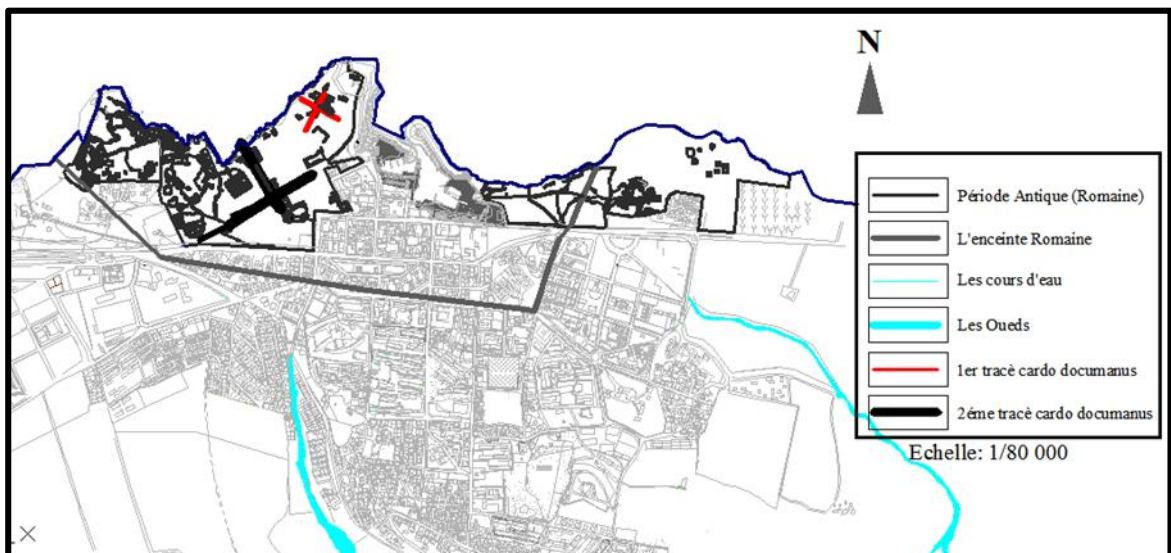 N
Période Antique (Romaine)
L'enceinte Romaine
Les cours d'eau
Les Oueds
1er tracè cardo documanus
2éme tracè cardo documanus
Echelle: 1/80 000